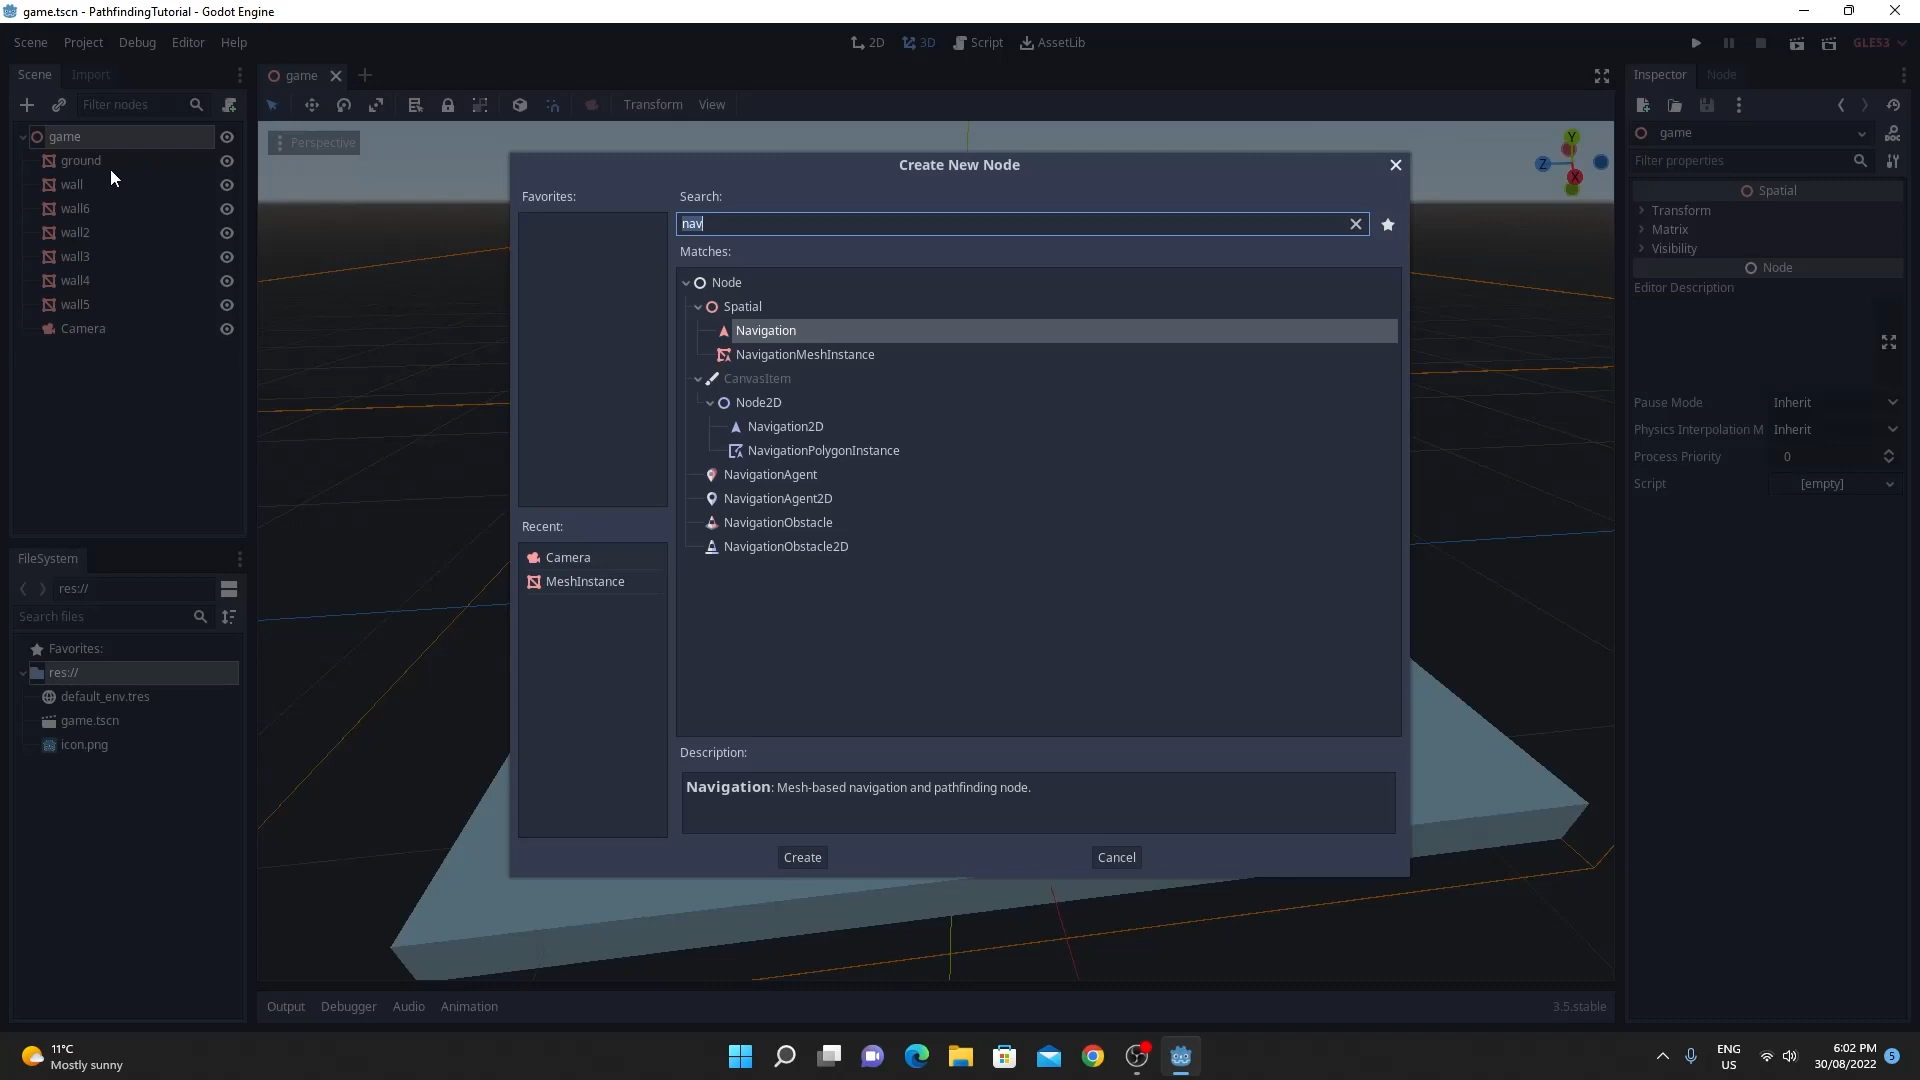 game.tscn - PathfindingTutorial - Godot Engine
Scene Project Debug Editor Help
2D 3D Script AssetLib
GLES3
Scene Import
game
Inspector Node
Filter nodes
Transform View
game
ground
wall
wall6
wall2
wall3
wall4
wall5
Camera
Perspective
Y
Z
X
Create New Node
Favorites:
Search:
nav
Matches:
Node
Spatial
Navigation
NavigationMeshInstance
CanvasItem
Node2D
Navigation2D
NavigationPolygonInstance
NavigationAgent
NavigationAgent2D
NavigationObstacle
NavigationObstacle2D
Recent:
Camera
MeshInstance
Description:
Navigation: Mesh-based navigation and pathfinding node.
Create Cancel
game
Filter properties
Spatial
Transform
Matrix
Visibility
Node
Editor Description
Pause Mode Inherit
Physics Interpolation M Inherit
Process Priority 0
Script [empty]
FileSystem
res://
Search files
Favorites:
res://
default_env.tres
game.tscn
icon.png
Output Debugger Audio Animation
3.5.stable
11°C
Mostly sunny
ENG
US
6:02 PM
30/08/2022
5